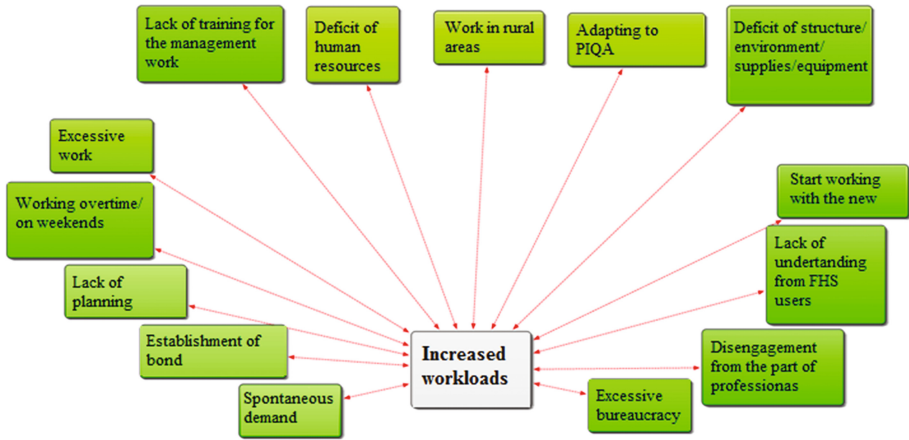 Lack of training for
the management
work
Deficit of
human
resources
Work in rural
areas
Adapting to
PIQA
Deficit of structure/
environment/
supplies/equipment
Excessive
work
Working overtime/
on weekends
Lack of
planning
Establishment of
bond
Spontaneous
demand
Increased
workloads
Start working
with the new
Lack of
undertanding
from FHS
users
Disengagement
from the part of
professionas
Excessive
bureaucracy